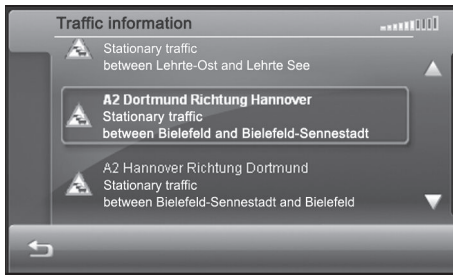 Traffic information
Stationary traffic
between Lehrte-Ost and Lehrte See
A2 Dortmund Richtung Hannover
Stationary traffic
between Bielefeld and Bielefeld-Sennestadt
A2 Hannover Richtung Dortmund
Stationary traffic
between Bielefeld-Sennestadt and Bielefeld